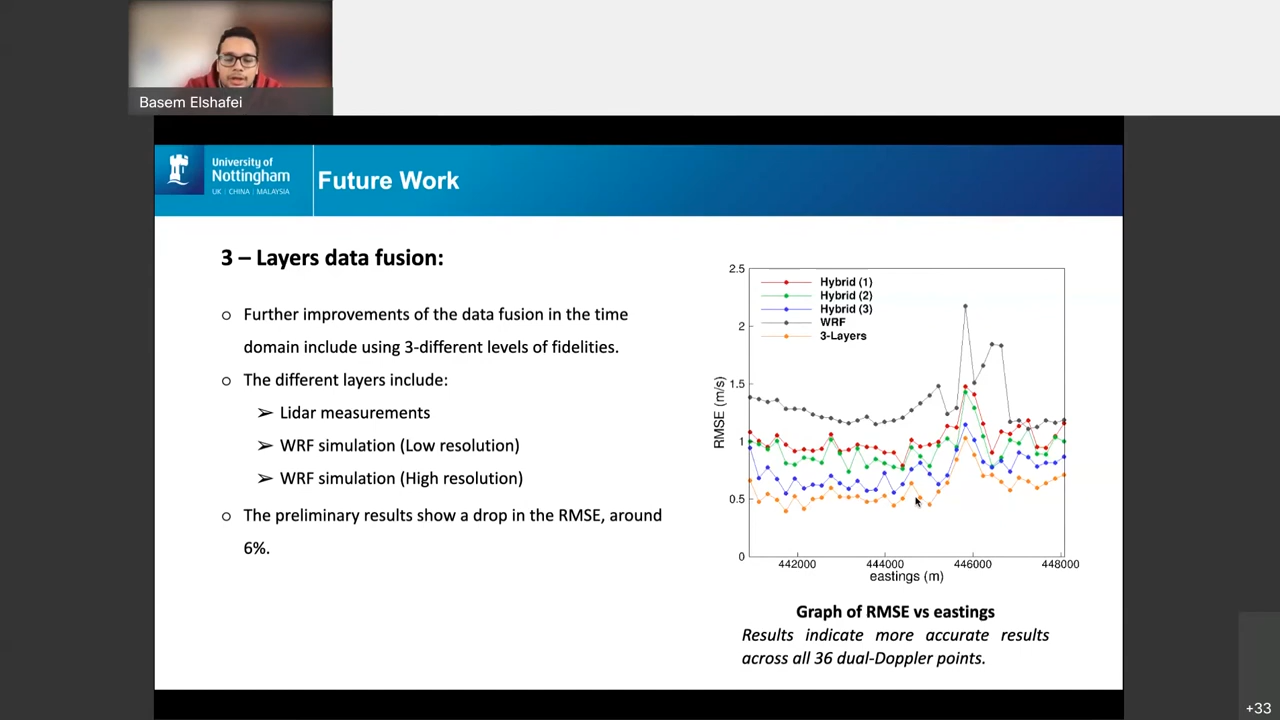 Basem Elshafei
University of
Nottingham
UK | CHINA | MALAYSIA
Future Work
3 – Layers data fusion:
○ Further improvements of the data fusion in the time
domain include using 3-different levels of fidelities.
○ The different layers include:
➢ Lidar measurements
➢ WRF simulation (Low resolution)
➢ WRF simulation (High resolution)
○ The preliminary results show a drop in the RMSE, around
6%.
Hybrid (1)
Hybrid (2)
Hybrid (3)
WRF
3-Layers
2.5
2
1.5
1
0.5
0
RMSE (m/s)
442000 444000 446000 448000
eastings (m)
Graph of RMSE vs eastings
Results indicate more accurate results
across all 36 dual-Doppler points.
+33